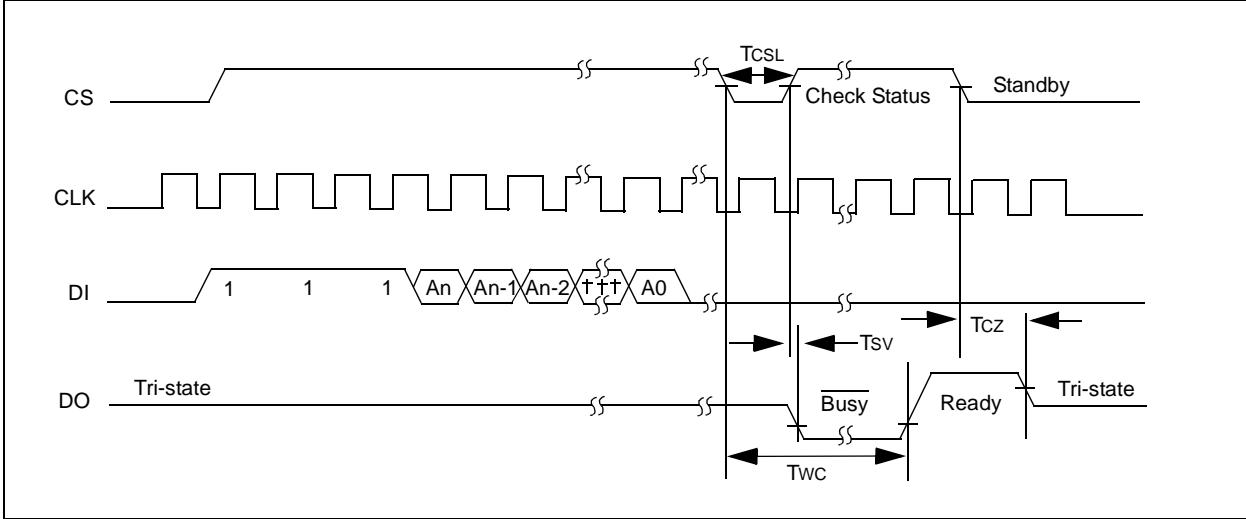 TCSL
CS
Check Status
Standby
CLK
DI
1 1 1 An An-1 An-2 ††† A0
TCZ
TSV
DO
Tri-state
Busy
Ready
Tri-state
TWC